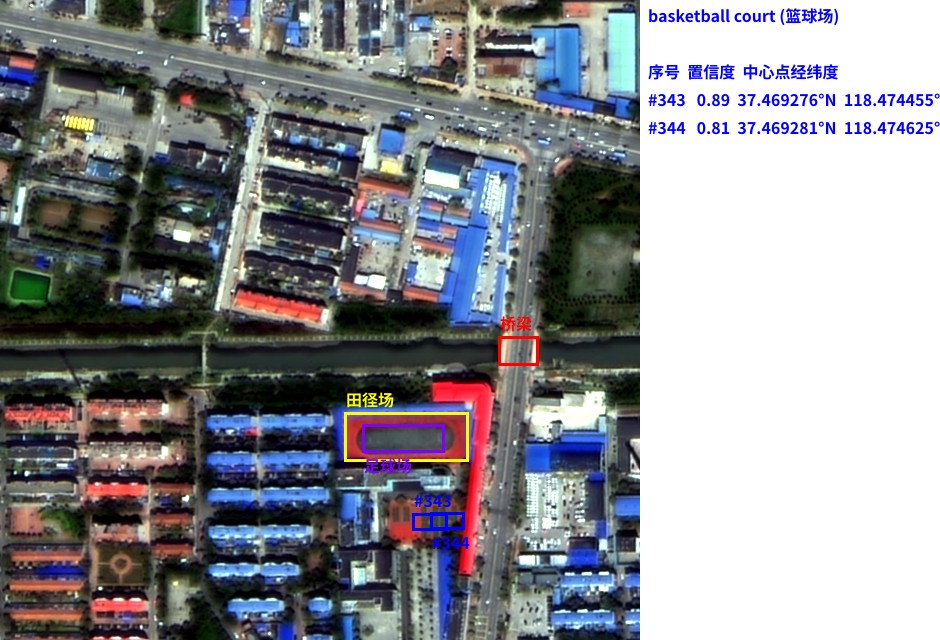 basketball court (篮球场)
序号 置信度 中心点经纬度
#343 0.89 37.469276°N 118.474455°
#344 0.81 37.469281°N 118.474625°
桥梁
田径场
足球场
#343
#344